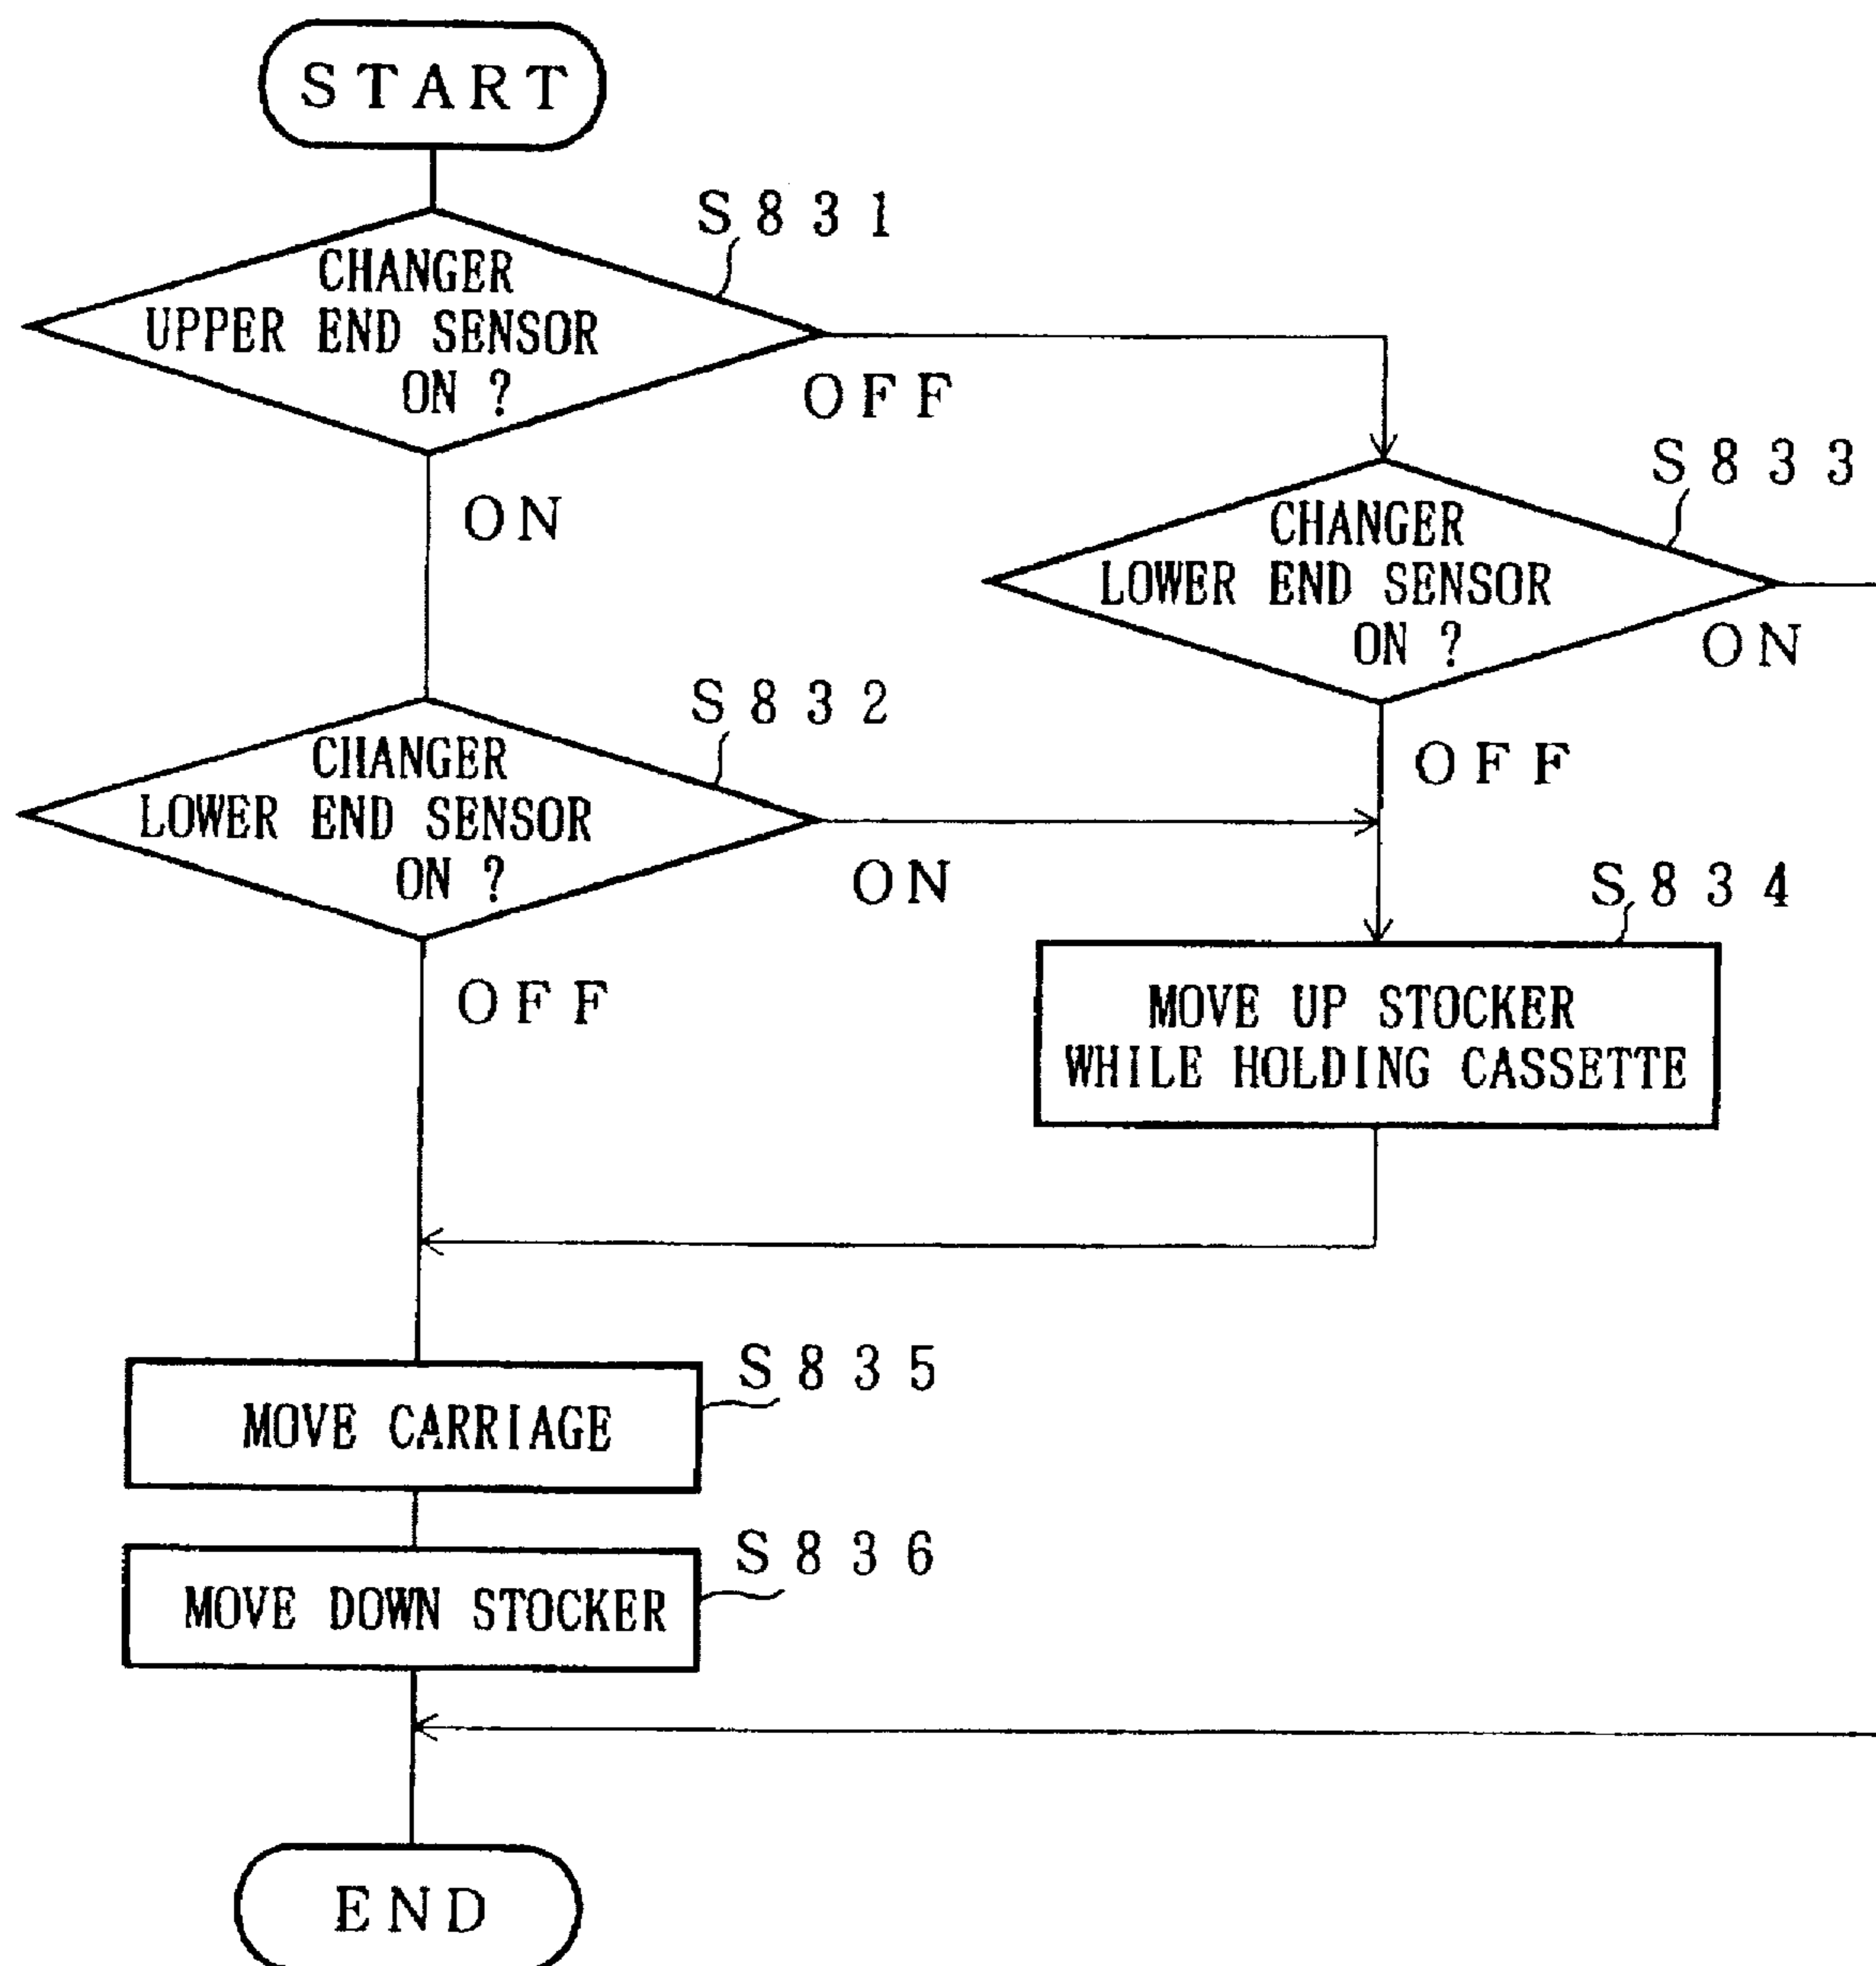 START
S831
CHANGER
UPPER END SENSOR
ON ?
OFF
ON
S833
CHANGER
LOWER END SENSOR
ON ?
ON
OFF
S832
CHANGER
LOWER END SENSOR
ON ?
ON
OFF
S834
MOVE UP STOCKER
WHILE HOLDING CASSETTE
S835
MOVE CARRIAGE
S836
MOVE DOWN STOCKER
END